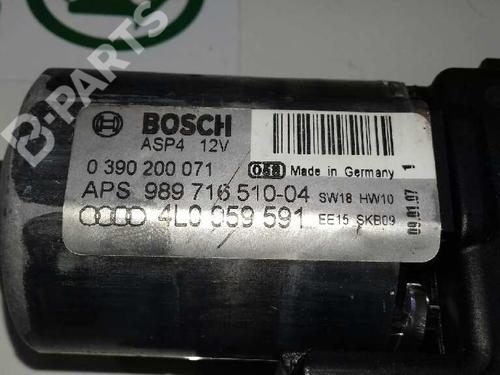 B-PARTS
BOSCH
ASP4 12V
0 390 200 071
Made in Germany
APS 989 716 510-04 SW18 HW10
4L0 959 591 EE15 SKB09
09.01.07